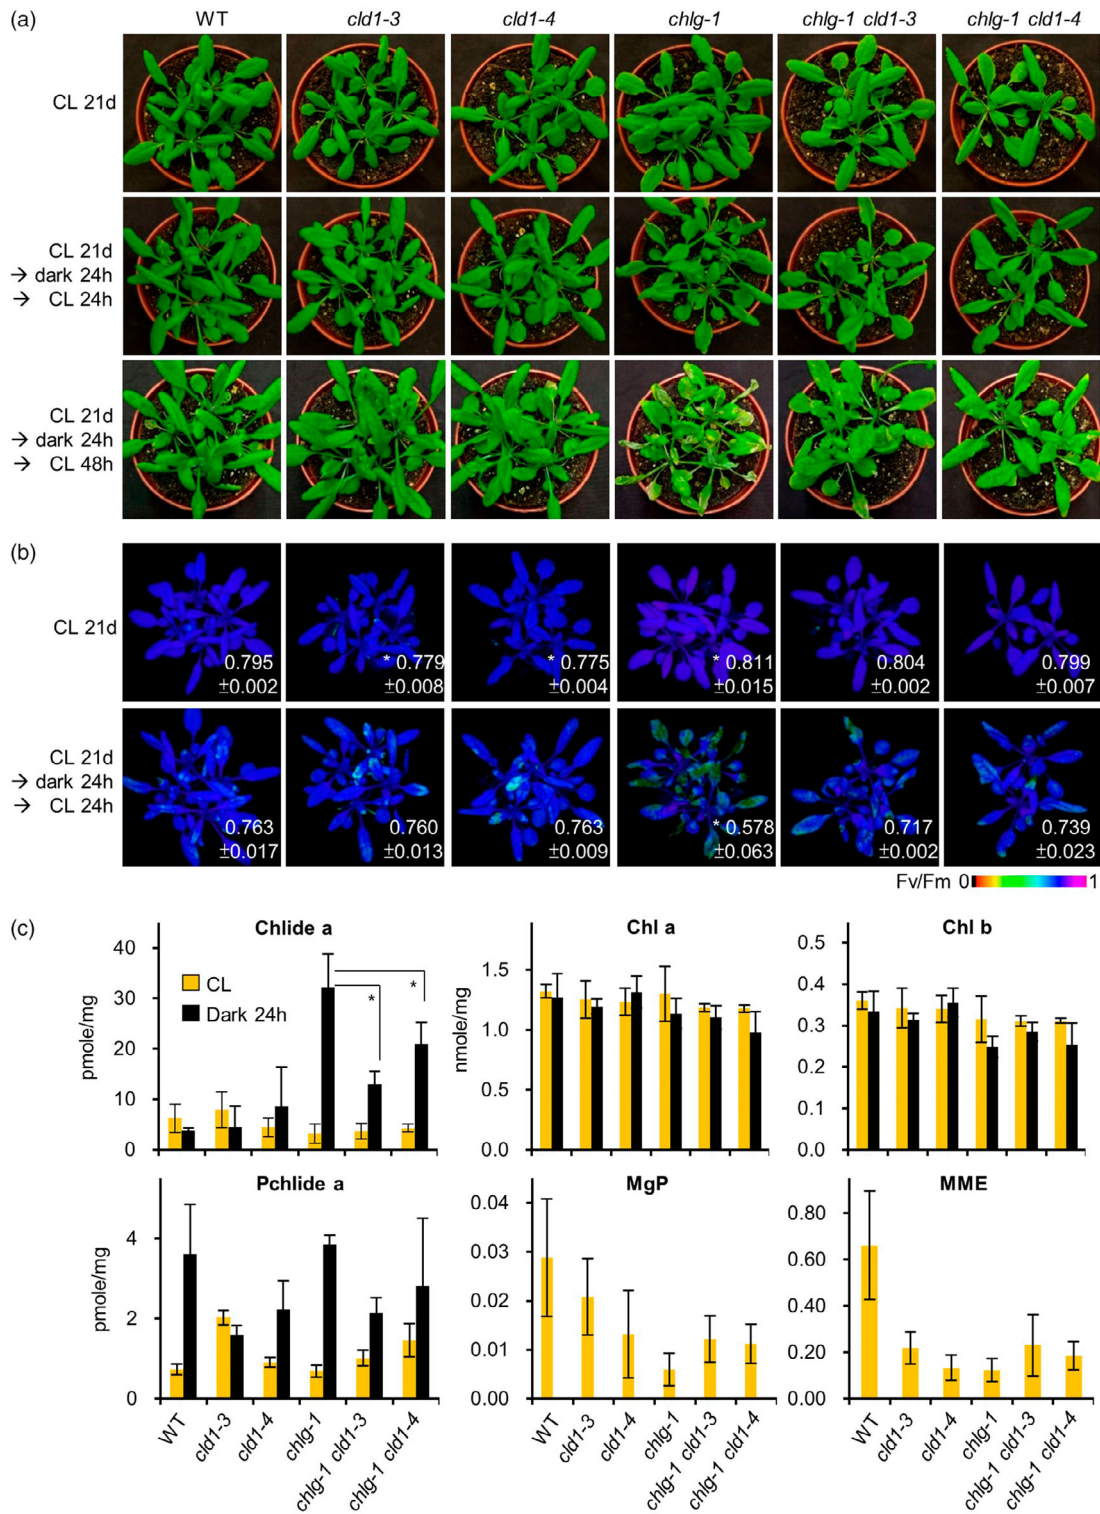 (a)
WT cld1-3 cld1-4 chlg-1 chlg-1 cld1-3 chlg-1 cld1-4
CL 21d
CL 21d
→ dark 24h
→ CL 24h
CL 21d
→ dark 24h
→ CL 48h
(b)
CL 21d
0.795 * 0.779 * 0.775 * 0.811 0.804 0.799
±0.002 ±0.008 ±0.004 ±0.015 ±0.002 ±0.007
CL 21d
→ dark 24h
→ CL 24h
0.763 0.760 0.763 * 0.578 0.717 0.739
±0.017 ±0.013 ±0.009 ±0.063 ±0.002 ±0.023
Fv/Fm 0 1
(c)
Chlide a
pmole/mg
40
30
20
10
0
CL
Dark 24h
*
*
Chl a
nmole/mg
1.5
1.0
0.5
0.0
Chl b
0.5
0.4
0.3
0.2
0.1
0.0
Pchlide a
pmole/mg
4
2
0
WT cld1-3 cld1-4 chlg-1 chlg-1 cld1-3 chlg-1 cld1-4
MgP
0.04
0.03
0.02
0.01
0.00
WT cld1-3 cld1-4 chlg-1 chlg-1 cld1-3 chlg-1 cld1-4
MME
0.80
0.60
0.40
0.20
0.00
WT cld1-3 cld1-4 chlg-1 chlg-1 cld1-3 chlg-1 cld1-4